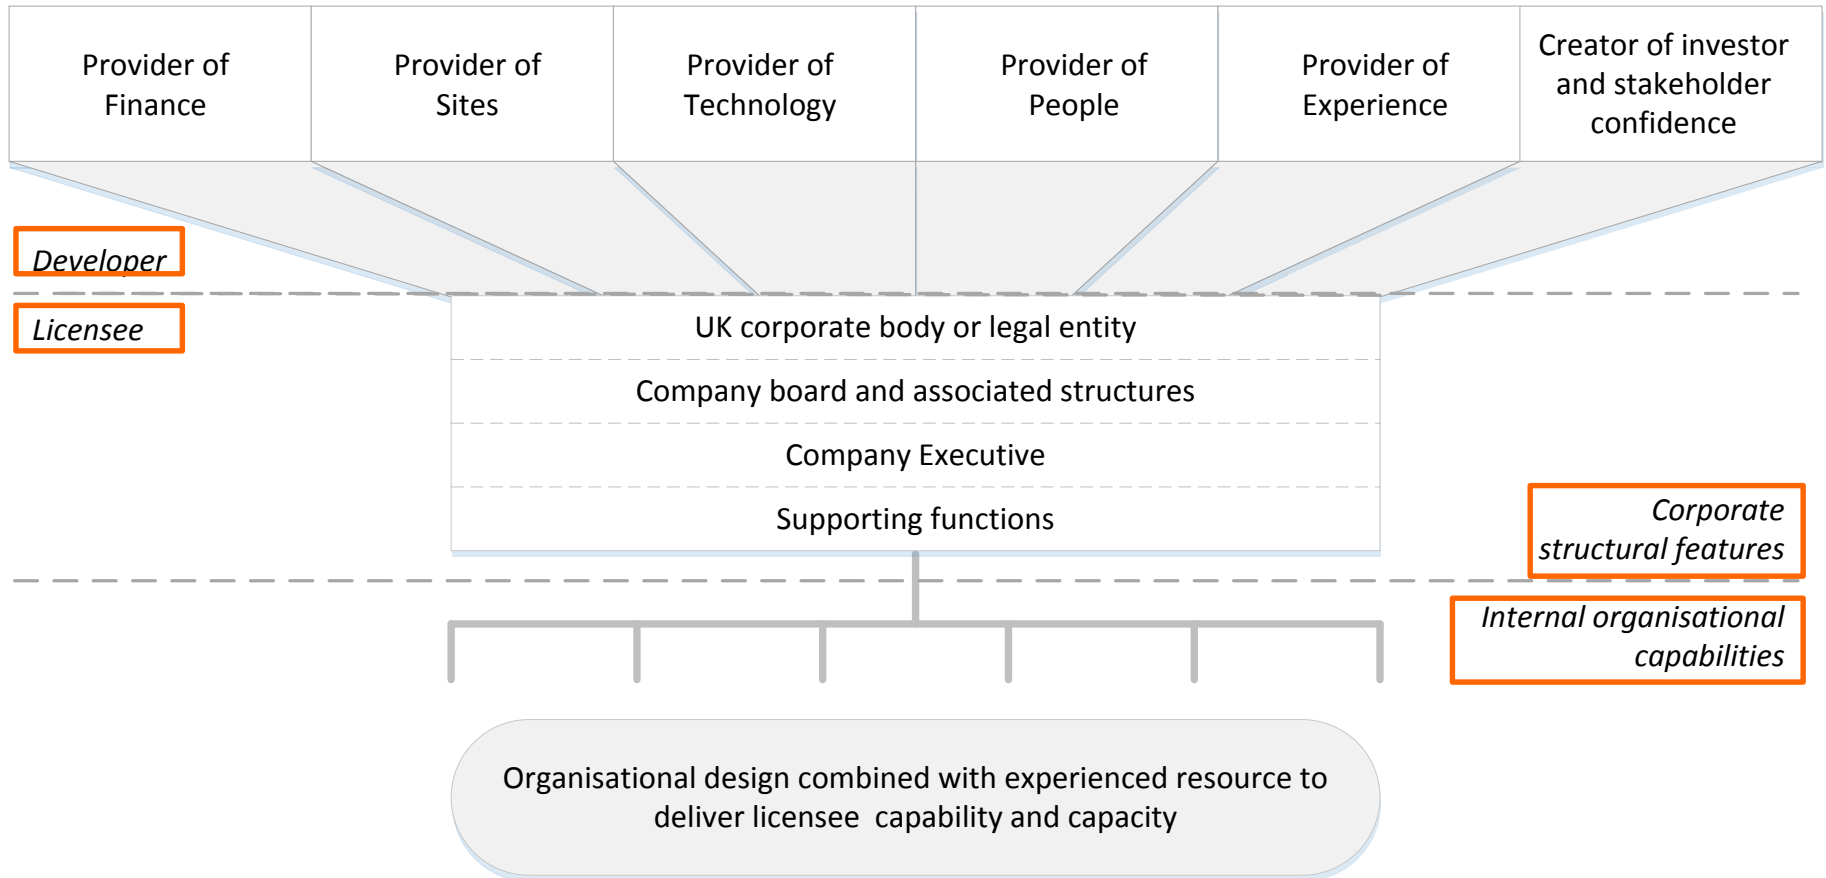 Provider of
Finance
Provider of
Sites
Provider of
Technology
Provider of
People
Provider of
Experience
Creator of investor
and stakeholder
confidence
Developer
Licensee
UK corporate body or legal entity
Company board and associated structures
Company Executive
Supporting functions
Corporate
structural features
Internal organisational
capabilities
Organisational design combined with experienced resource to
deliver licensee capability and capacity